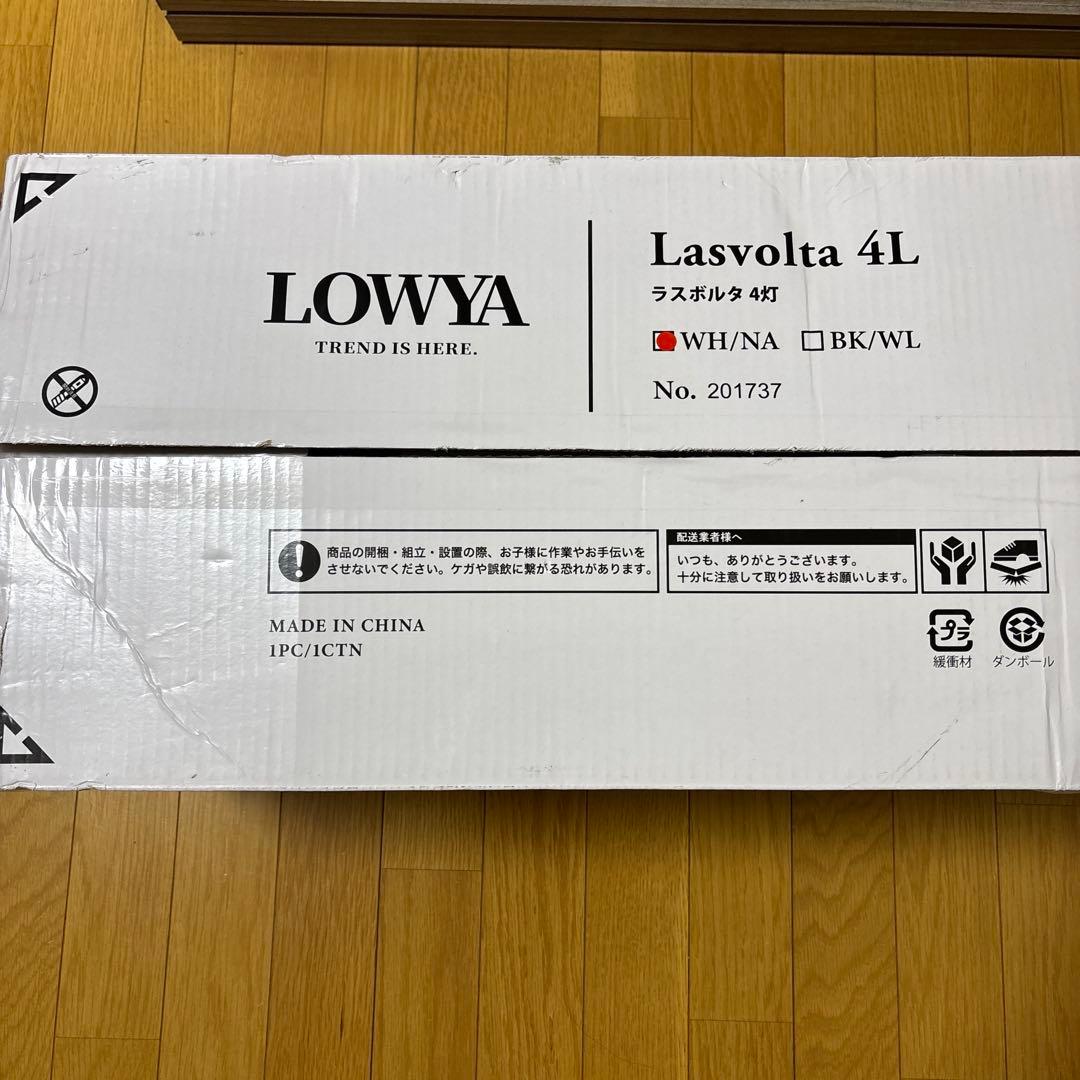 LOWYA
TREND IS HERE.
Lasvolta 4L
ラスボルタ 4灯
WH/NA BK/WL
No. 201737
商品の開梱・組立・設置の際、お子様に作業やお手伝いを
させないでください。ケガや誤飲に繋がる恐れがあります。
配送業者様へ
いつも、ありがとうございます。
十分に注意して取り扱いをお願いします。
MADE IN CHINA
1PC/1CTN
プラ
緩衝材
ダンボール